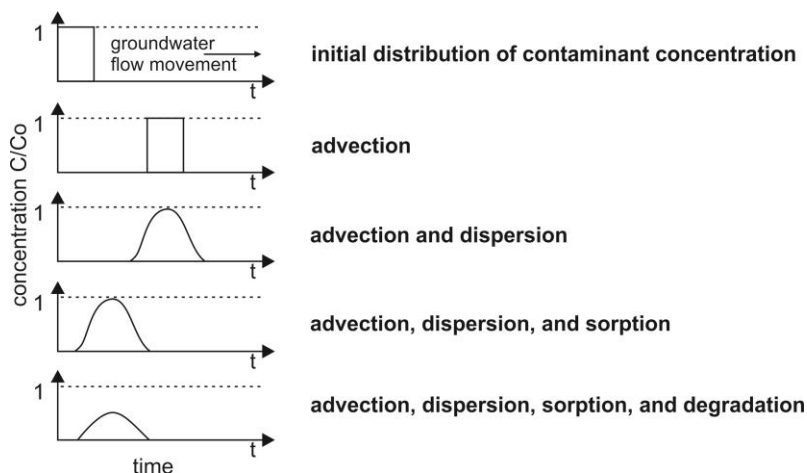 1
groundwater
flow movement
t
initial distribution of contaminant concentration
concentration C/Co
1
t
advection
1
t
advection and dispersion
1
t
advection, dispersion, and sorption
1
t
advection, dispersion, sorption, and degradation
time